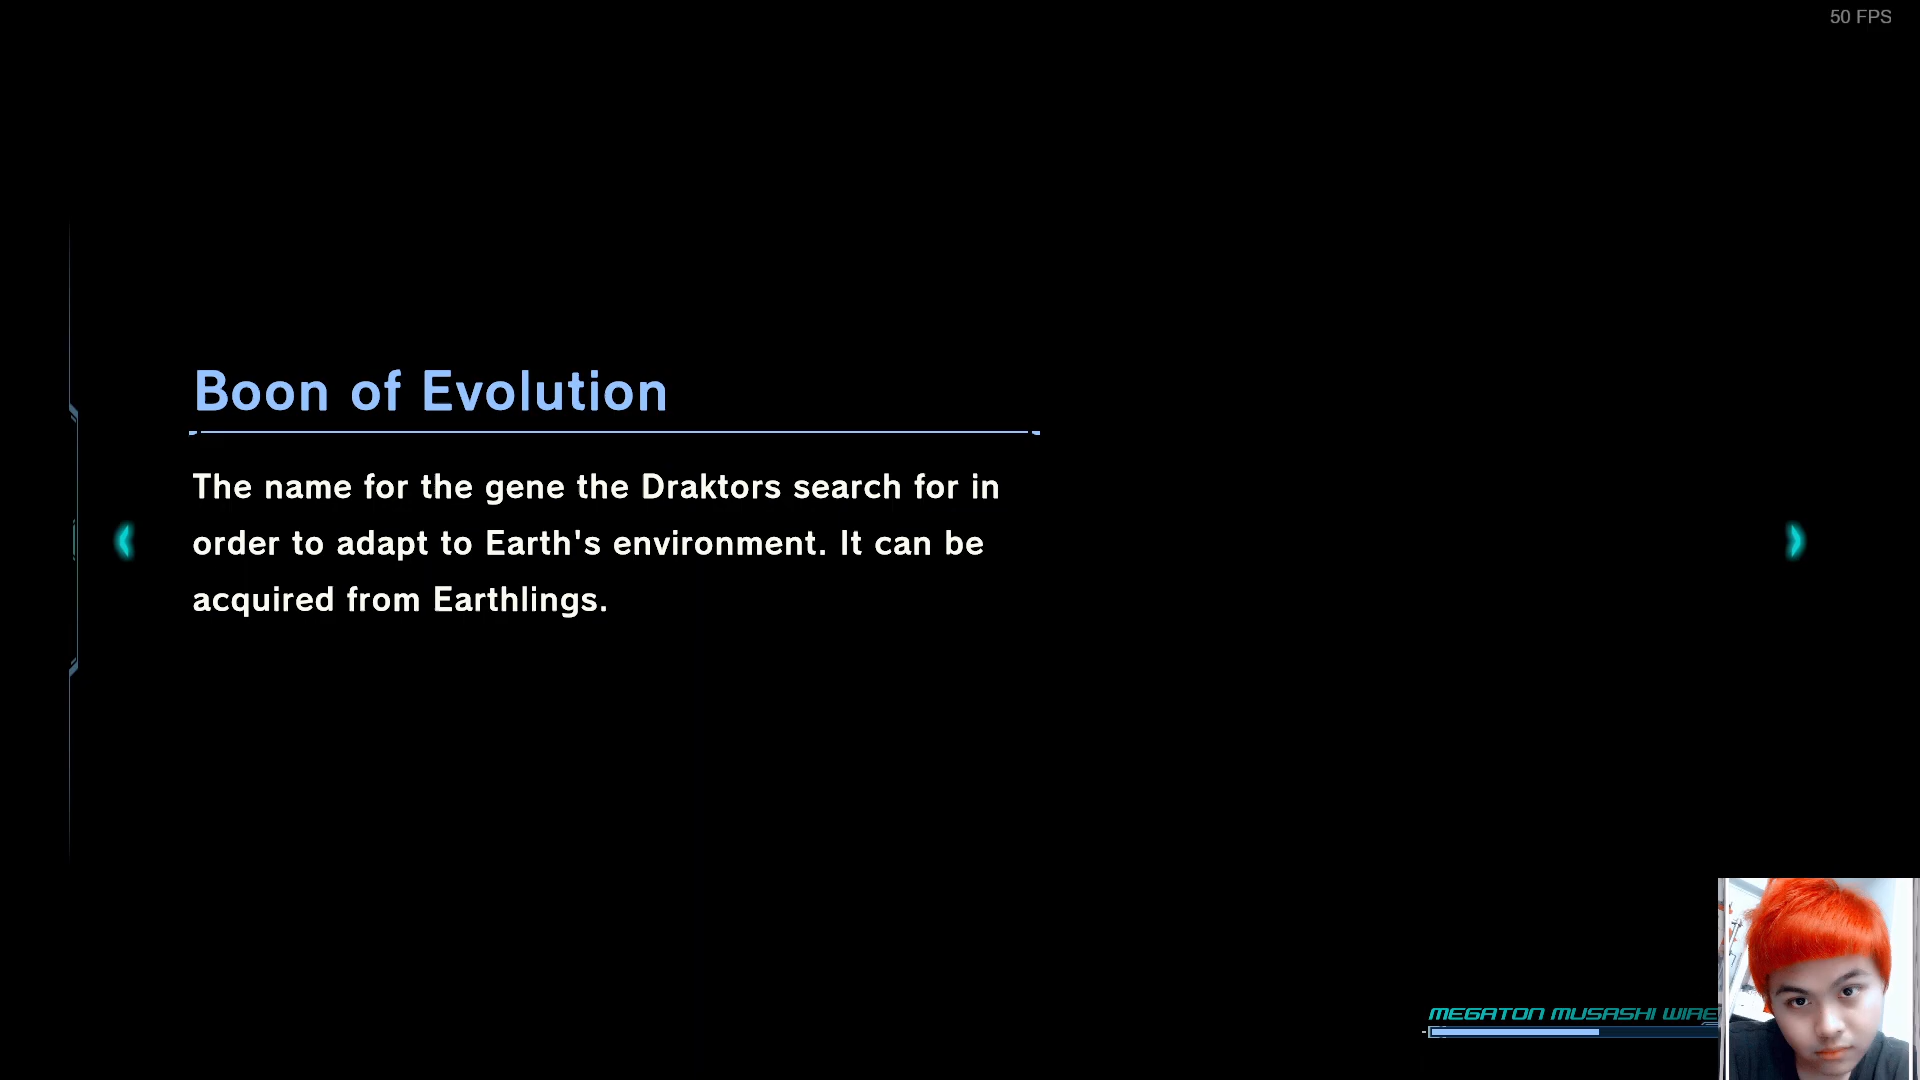 50 FPS
Boon of Evolution
The name for the gene the Draktors search for in
order to adapt to Earth's environment. It can be
acquired from Earthlings.
MEGATON MUSASHI WIRE